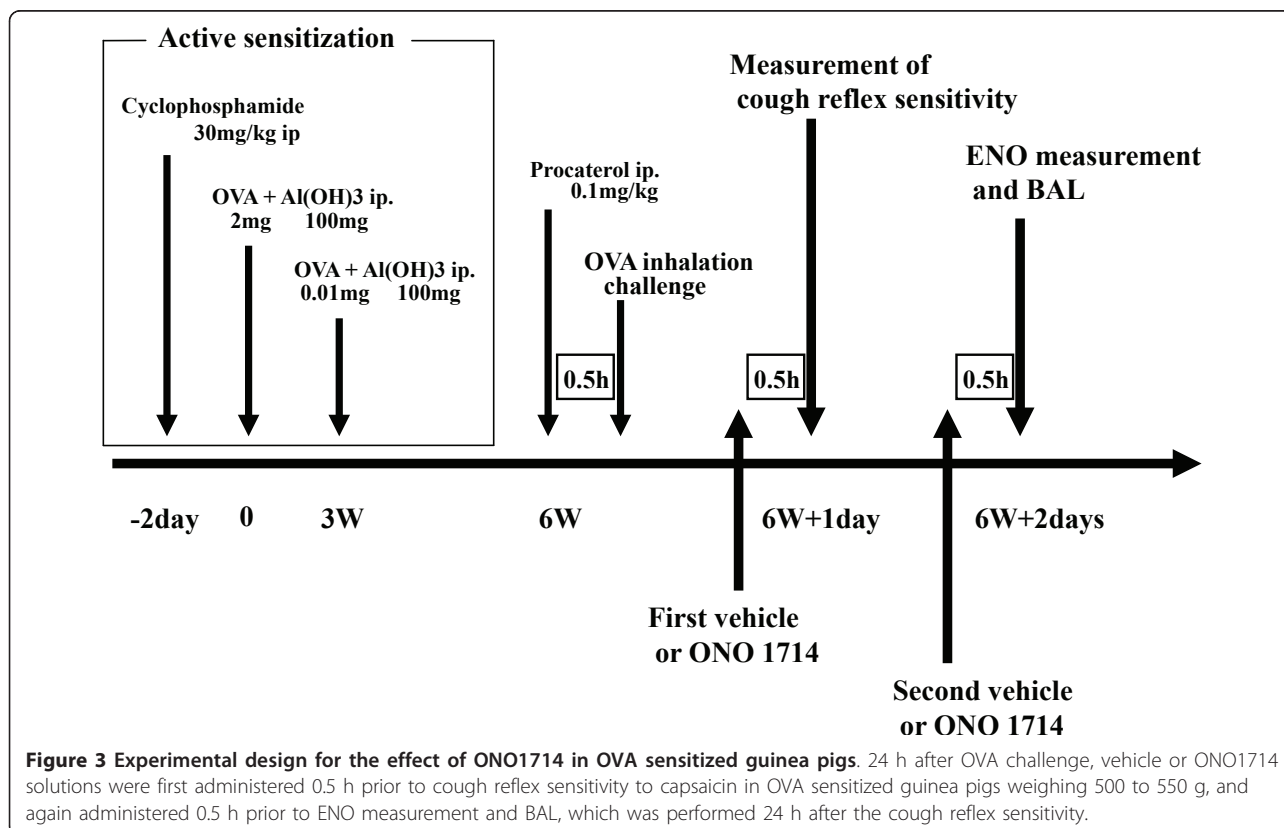 Active sensitization
Cyclophosphamide
30mg/kg ip
OVA + Al(OH)3 ip.
2mg 100mg
OVA + Al(OH)3 ip.
0.01mg 100mg
Procaterol ip.
0.1mg/kg
OVA inhalation
challenge
Measurement of
cough reflex sensitivity
ENO measurement
and BAL
0.5h
0.5h
0.5h
-2day 0 3W 6W 6W+1day 6W+2days
First vehicle
or ONO 1714
Second vehicle
or ONO 1714
Figure 3 Experimental design for the effect of ONO1714 in OVA sensitized guinea pigs. 24 h after OVA challenge, vehicle or ONO1714
solutions were first administered 0.5 h prior to cough reflex sensitivity to capsaicin in OVA sensitized guinea pigs weighing 500 to 550 g, and
again administered 0.5 h prior to ENO measurement and BAL, which was performed 24 h after the cough reflex sensitivity.